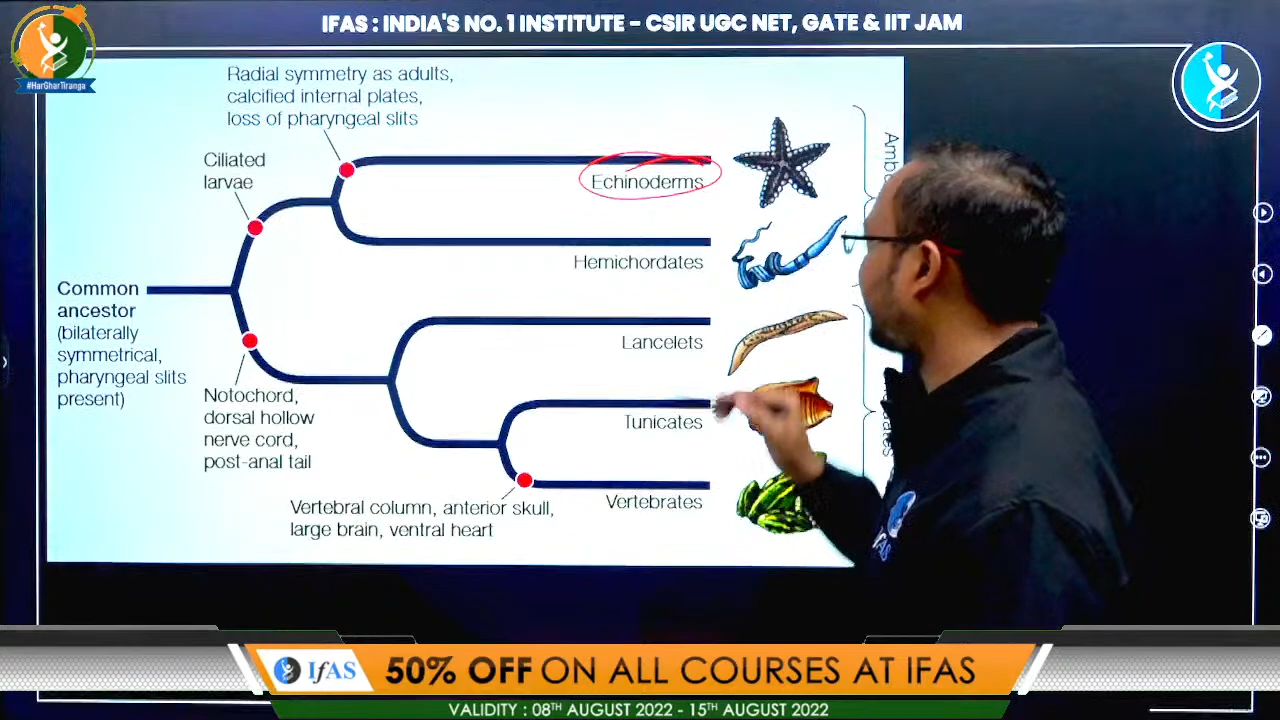 IFAS : INDIA'S NO. 1 INSTITUTE – CSIR UGC NET, GATE & IIT JAM
#HarGharTiranga
Radial symmetry as adults,
calcified internal plates,
loss of pharyngeal slits
Ciliated
larvae
Echinoderms
Hemichordates
Common
ancestor
(bilaterally
symmetrical,
pharyngeal slits
present)
Lancelets
Notochord,
dorsal hollow
nerve cord,
post-anal tail
Tunicates
Vertebral column, anterior skull,
large brain, ventral heart
Vertebrates
IFAS
IfAS
50% OFF ON ALL COURSES AT IFAS
VALIDITY : 08TH AUGUST 2022 - 15TH AUGUST 2022